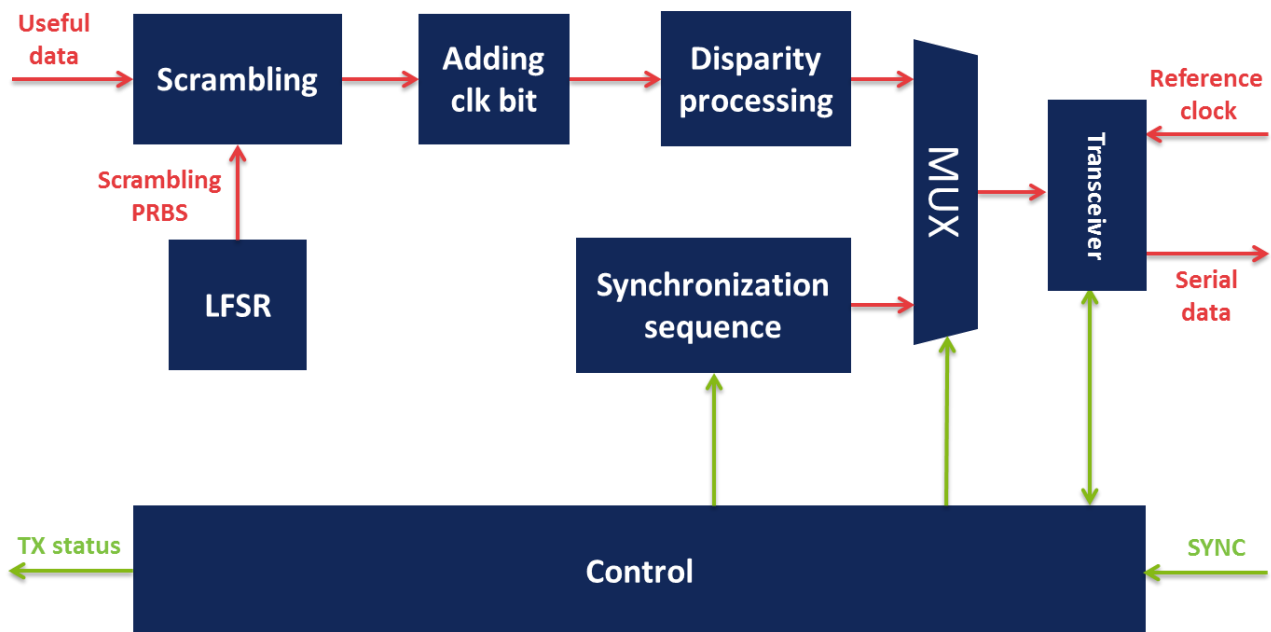 Useful
data
Scrambling
Adding
clk bit
Disparity
processing
MUX
Transceiver
Reference
clock
Scrambling
PRBS
LFSR
Synchronization
sequence
Serial
data
TX status
Control
SYNC